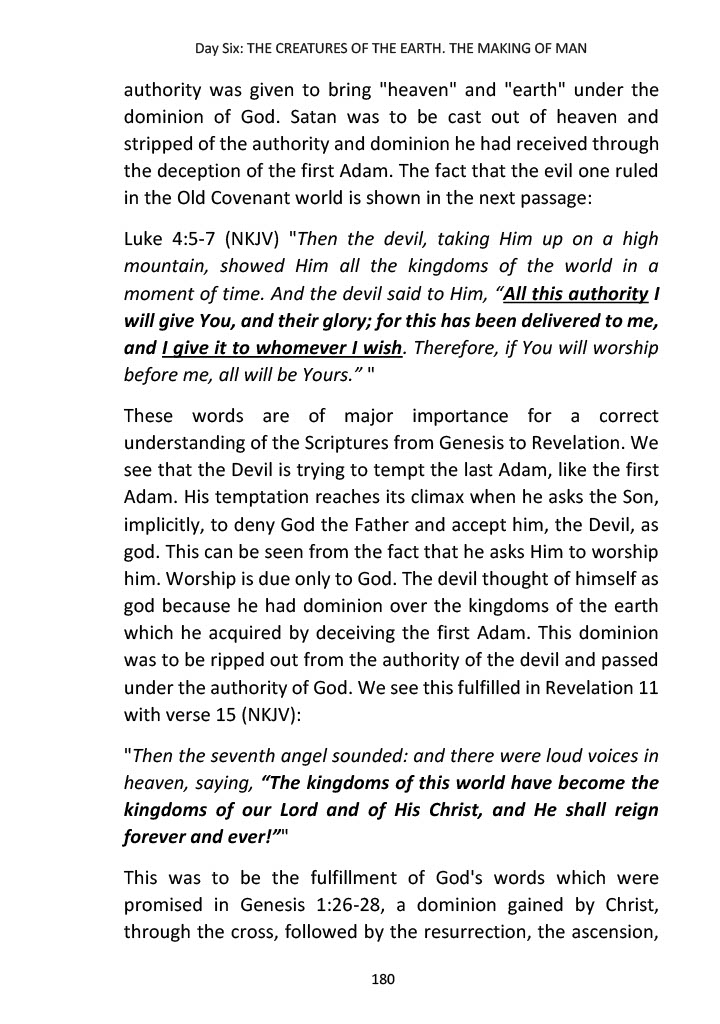 Day Six: THE CREATURES OF THE EARTH. THE MAKING OF MAN
authority was given to bring "heaven" and "earth" under the
dominion of God. Satan was to be cast out of heaven and
stripped of the authority and dominion he had received through
the deception of the first Adam. The fact that the evil one ruled
in the Old Covenant world is shown in the next passage:
Luke 4:5-7 (NKJV) "Then the devil, taking Him up on a high
mountain, showed Him all the kingdoms of the world in a
moment of time. And the devil said to Him, “All this authority I
will give You, and their glory; for this has been delivered to me,
and I give it to whomever I wish. Therefore, if You will worship
before me, all will be Yours.” "
These words are of major importance for a correct
understanding of the Scriptures from Genesis to Revelation. We
see that the Devil is trying to tempt the last Adam, like the first
Adam. His temptation reaches its climax when he asks the Son,
implicitly, to deny God the Father and accept him, the Devil, as
god. This can be seen from the fact that he asks Him to worship
him. Worship is due only to God. The devil thought of himself as
god because he had dominion over the kingdoms of the earth
which he acquired by deceiving the first Adam. This dominion
was to be ripped out from the authority of the devil and passed
under the authority of God. We see this fulfilled in Revelation 11
with verse 15 (NKJV):
"Then the seventh angel sounded: and there were loud voices in
heaven, saying, “The kingdoms of this world have become the
kingdoms of our Lord and of His Christ, and He shall reign
forever and ever!”"
This was to be the fulfillment of God's words which were
promised in Genesis 1:26-28, a dominion gained by Christ,
through the cross, followed by the resurrection, the ascension,
180